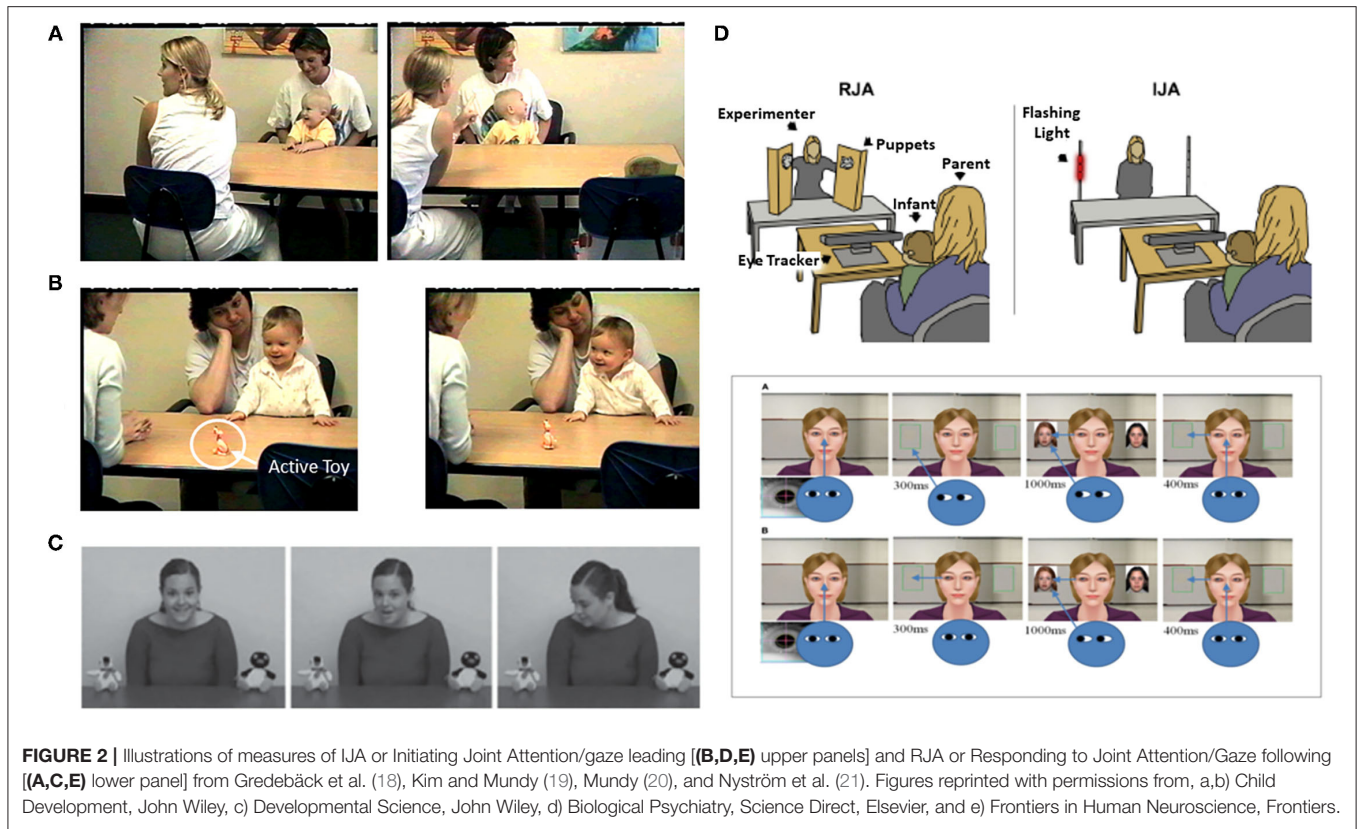 A
D
RJA
IJA
Experimenter
Flashing
Light
Puppets
Parent
Infant
Eye Tracker
B
Active Toy
A
300ms
1000ms
400ms
C
B
300ms
1000ms
400ms
FIGURE 2 | Illustrations of measures of IJA or Initiating Joint Attention/gaze leading [(B,D,E) upper panels] and RJA or Responding to Joint Attention/Gaze following
[(A,C,E) lower panel] from Gredebäck et al. (18), Kim and Mundy (19), Mundy (20), and Nyström et al. (21). Figures reprinted with permissions from, a,b) Child
Development, John Wiley, c) Developmental Science, John Wiley, d) Biological Psychiatry, Science Direct, Elsevier, and e) Frontiers in Human Neuroscience, Frontiers.